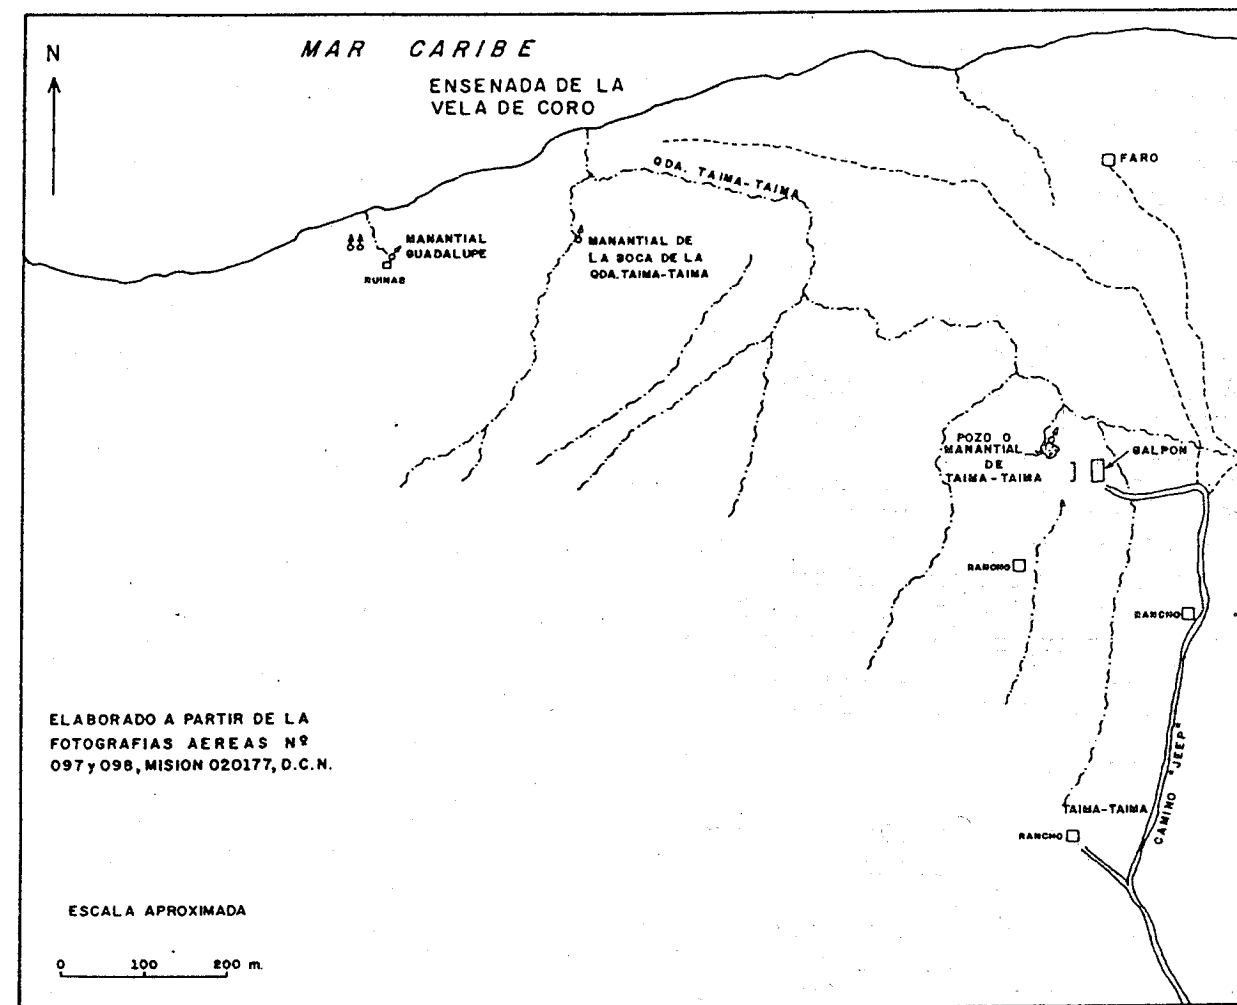 N
MAR CARIBE
ENSENADA DE LA
VELA DE CORO
FARO
QDA. TAIMA-TAIMA
MANANTIAL
GUADALUPE
RUINAS
MANANTIAL DE
LA BOCA DE LA
QDA. TAIMA-TAIMA
POZO O
MANANTIAL
DE
TAIMA-TAIMA
GALPON
RANCHO
RANCHO
ELABORADO A PARTIR DE LA
FOTOGRAFIAS AEREAS Nº
097 y 098, MISION 020177, D.C.N.
CAMINO "JEEP"
TAIMA-TAIMA
RANCHO
ESCALA APROXIMADA
0 100 200 m.